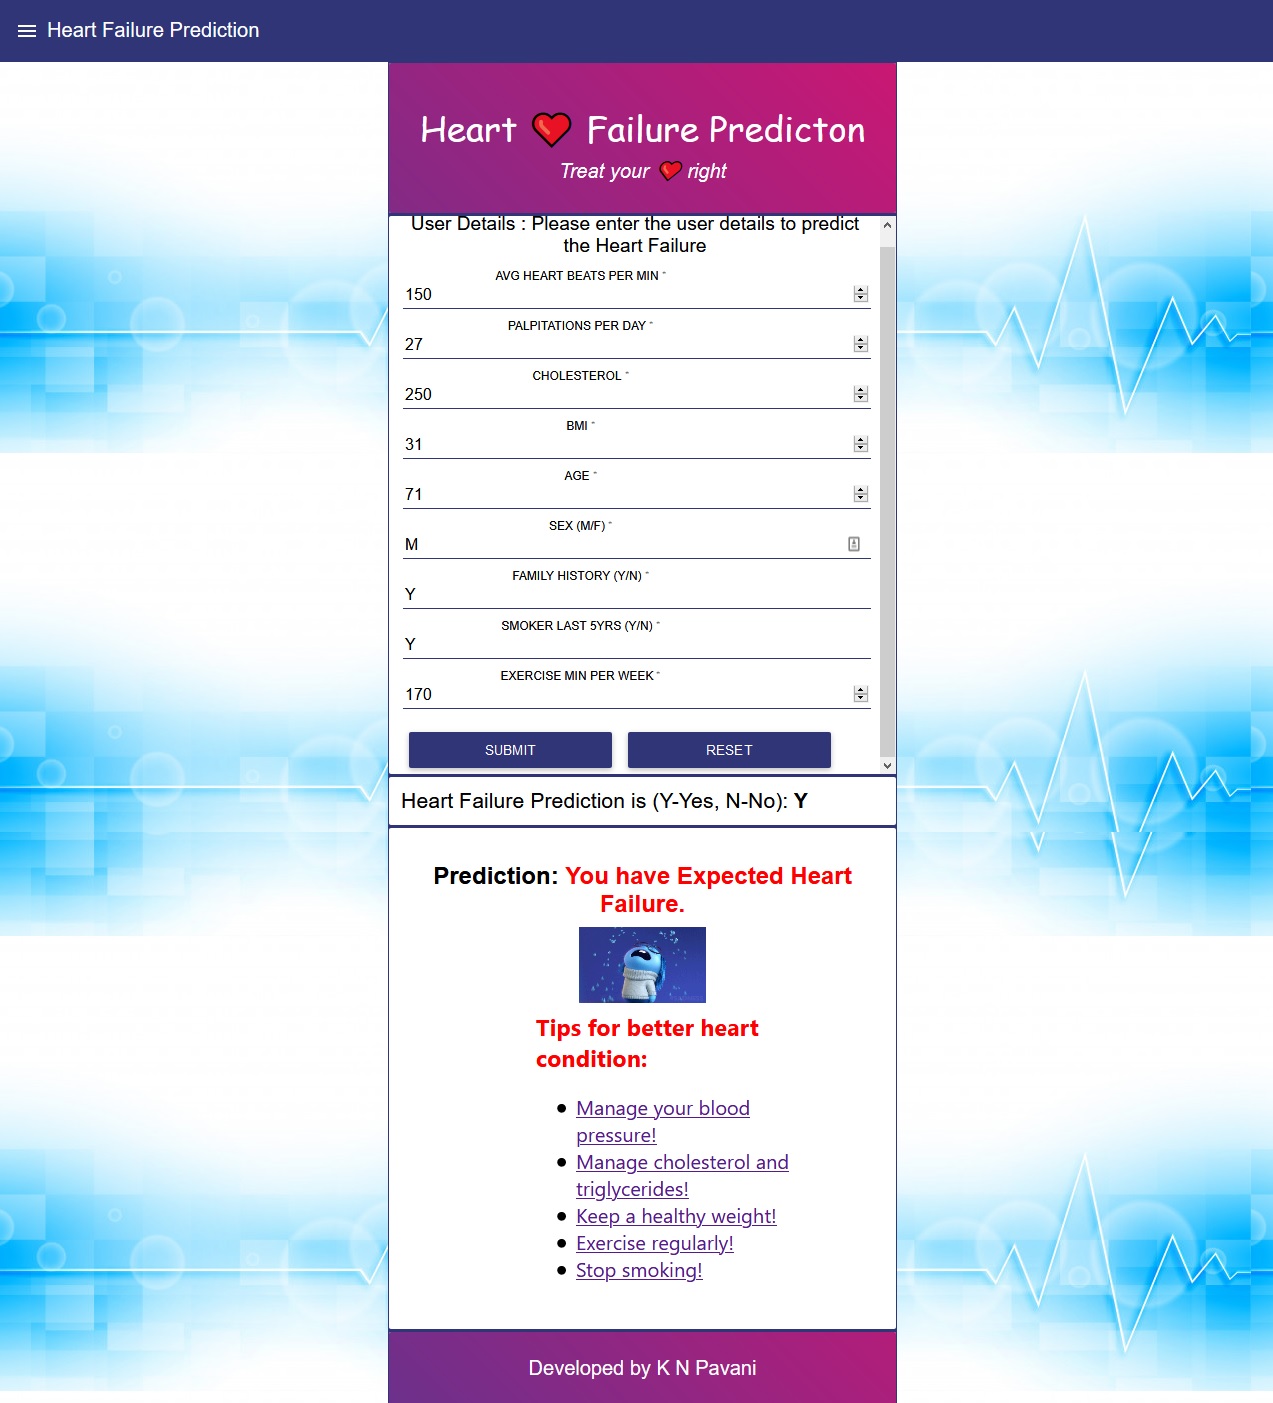 Heart Failure Prediction
Heart Failure Predicton
Treat your right
User Details : Please enter the user details to predict
the Heart Failure
AVG HEART BEATS PER MIN *
150
PALPITATIONS PER DAY *
27
CHOLESTEROL *
250
BMI *
31
AGE *
71
SEX (M/F) *
M
FAMILY HISTORY (Y/N) *
Y
SMOKER LAST 5YRS (Y/N) *
Y
EXERCISE MIN PER WEEK *
170
SUBMIT RESET
Heart Failure Prediction is (Y-Yes, N-No): Y
Prediction: You have Expected Heart
Failure.
Tips for better heart
condition:
Manage your blood
pressure!
Manage cholesterol and
triglycerides!
Keep a healthy weight!
Exercise regularly!
Stop smoking!
Developed by K N Pavani